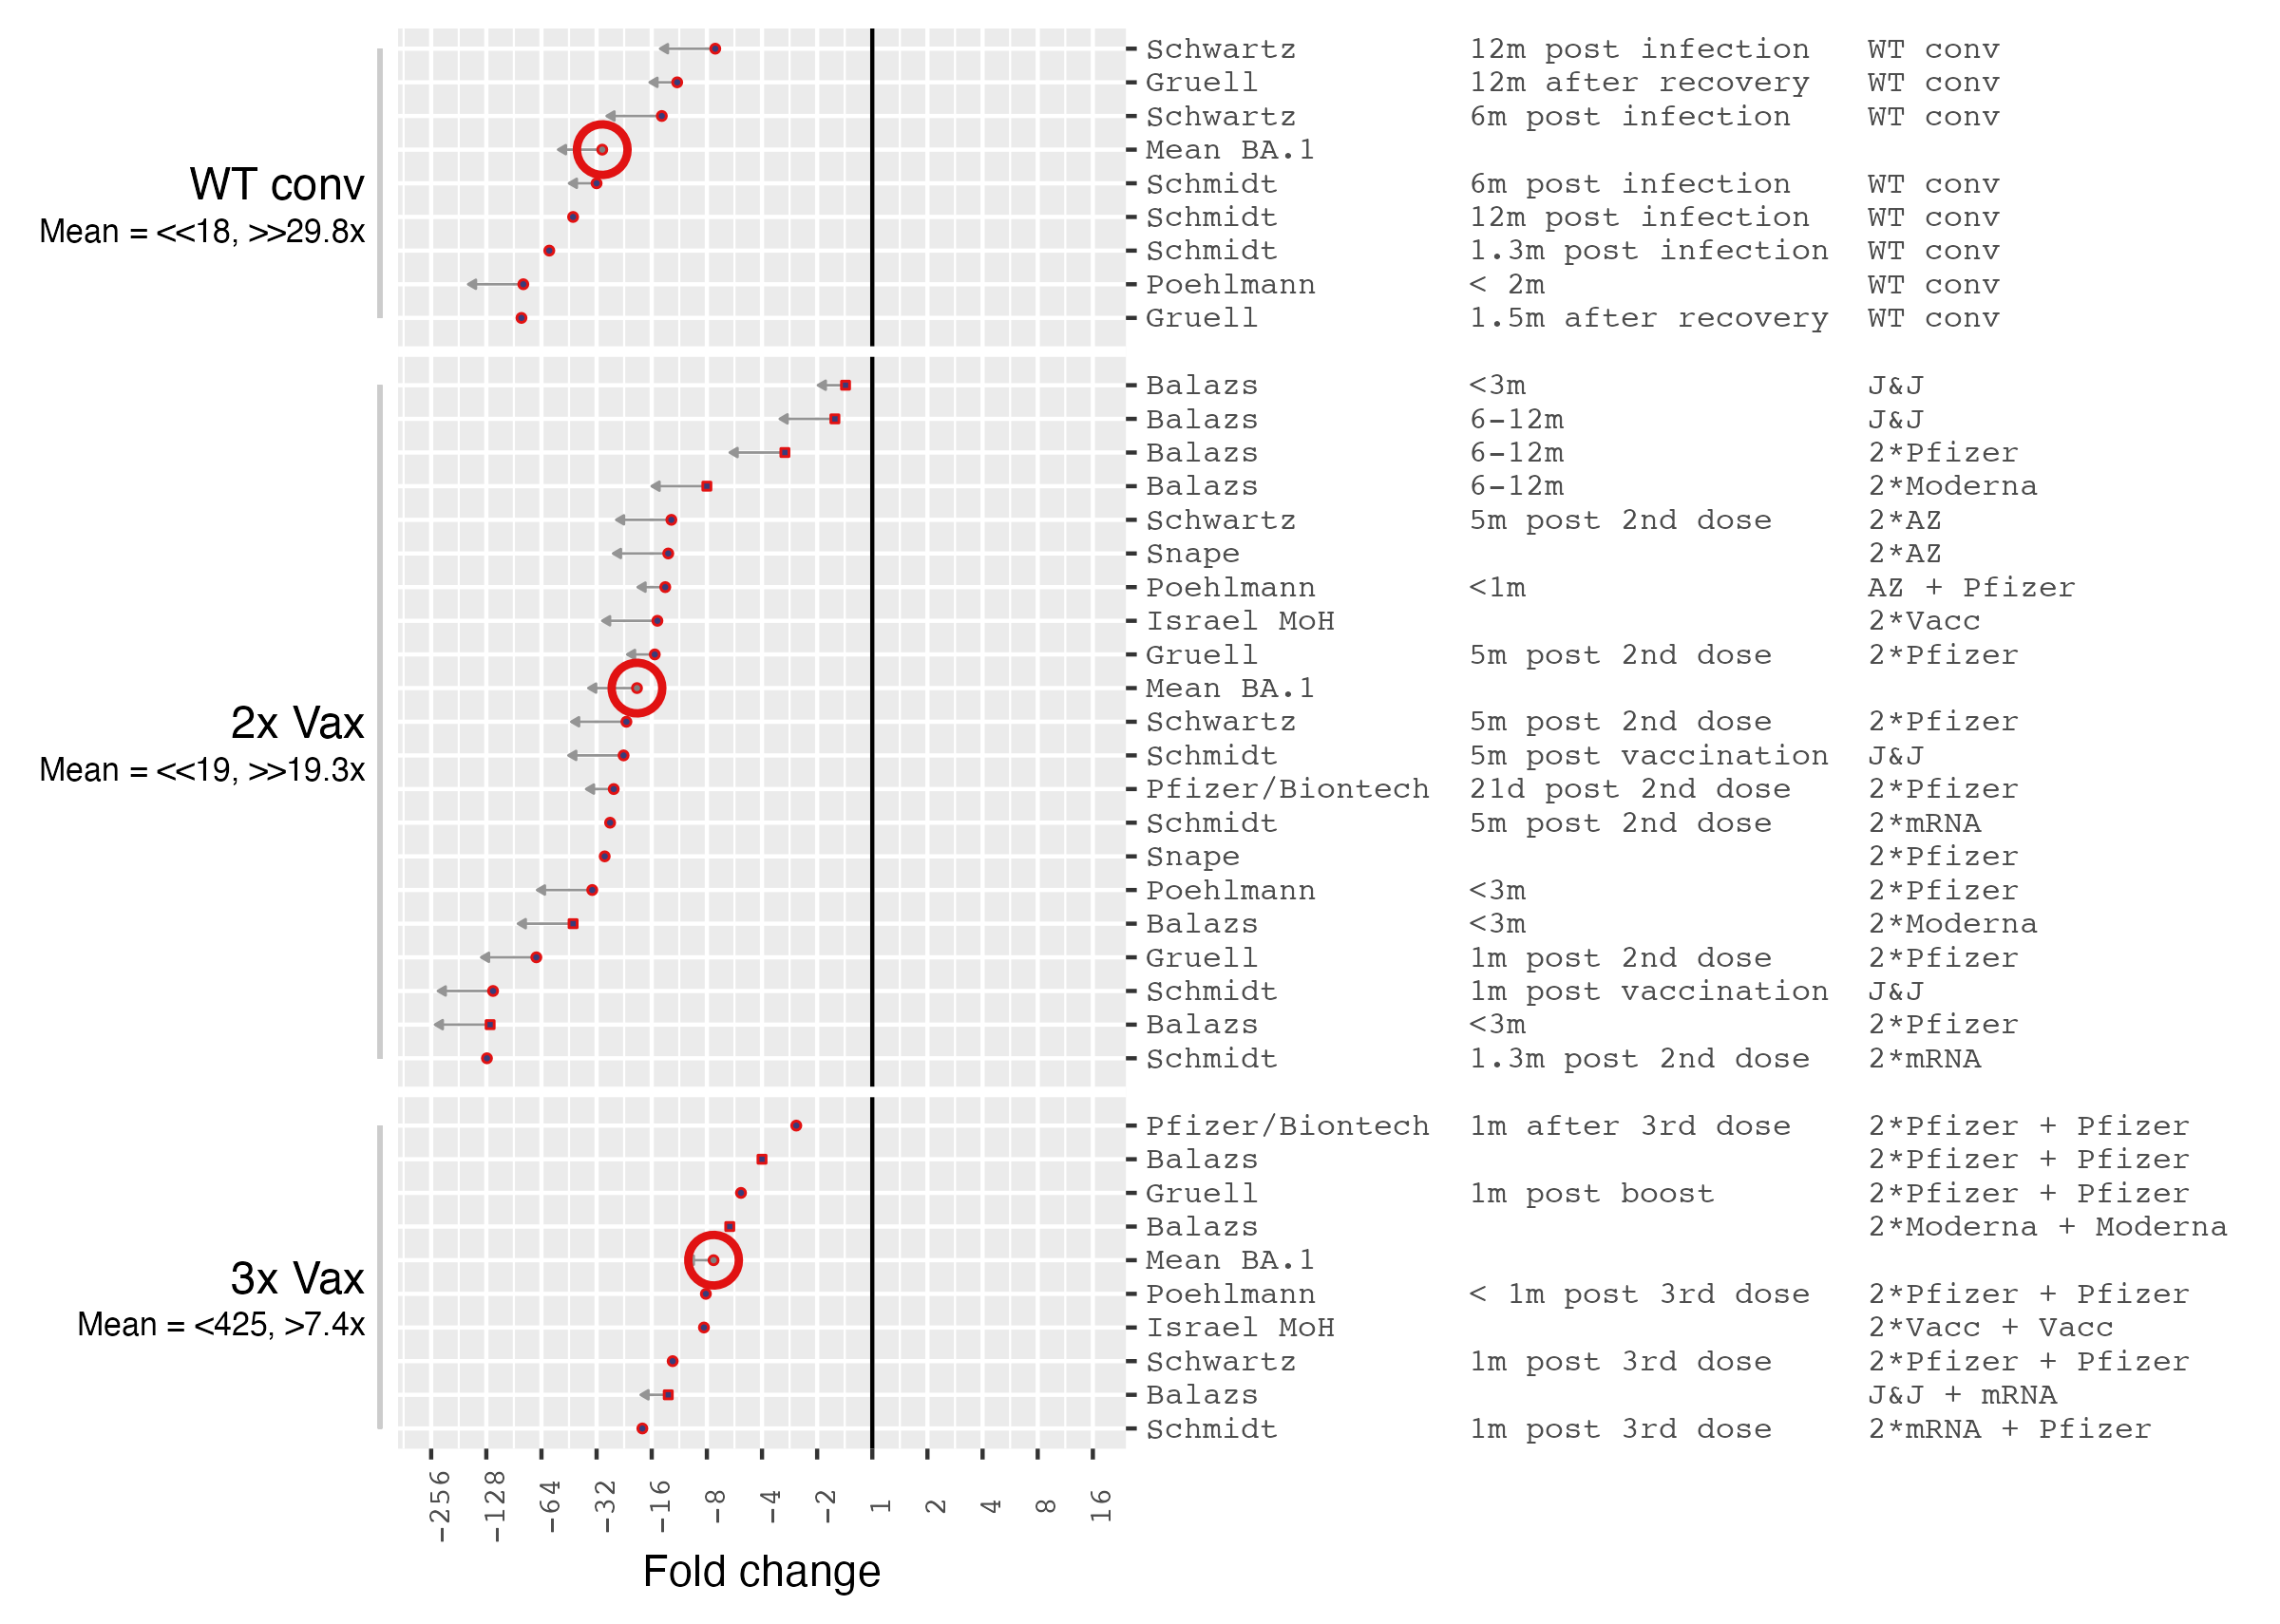 WT conv
Mean = <<18, >>29.8x
Schwartz 12m post infection WT conv
Gruell 12m after recovery WT conv
Schwartz 6m post infection WT conv
Mean BA.1
Schmidt 6m post infection WT conv
Schmidt 12m post infection WT conv
Schmidt 1.3m post infection WT conv
Poehlmann < 2m WT conv
Gruell 1.5m after recovery WT conv
2x Vax
Mean = <<19, >>19.3x
Balazs <3m J&J
Balazs 6-12m J&J
Balazs 6-12m 2*Pfizer
Balazs 6-12m 2*Moderna
Schwartz 5m post 2nd dose 2*AZ
Snape 2*AZ
Poehlmann <1m AZ + Pfizer
Israel MoH 2*Vacc
Gruell 5m post 2nd dose 2*Pfizer
Mean BA.1
Schwartz 5m post 2nd dose 2*Pfizer
Schmidt 5m post vaccination J&J
Pfizer/Biontech 21d post 2nd dose 2*Pfizer
Schmidt 5m post 2nd dose 2*mRNA
Snape 2*Pfizer
Poehlmann <3m 2*Pfizer
Balazs <3m 2*Moderna
Gruell 1m post 2nd dose 2*Pfizer
Schmidt 1m post vaccination J&J
Balazs <3m 2*Pfizer
Schmidt 1.3m post 2nd dose 2*mRNA
3x Vax
Mean = <425, >7.4x
Pfizer/Biontech 1m after 3rd dose 2*Pfizer + Pfizer
Balazs 2*Pfizer + Pfizer
Gruell 1m post boost 2*Pfizer + Pfizer
Balazs 2*Moderna + Moderna
Mean BA.1
Poehlmann < 1m post 3rd dose 2*Pfizer + Pfizer
Israel MoH 2*Vacc + Vacc
Schwartz 1m post 3rd dose 2*Pfizer + Pfizer
Balazs J&J + mRNA
Schmidt 1m post 3rd dose 2*mRNA + Pfizer
-256 -128 -64 -32 -16 -8 -4 -2 1 2 4 8 16
Fold change